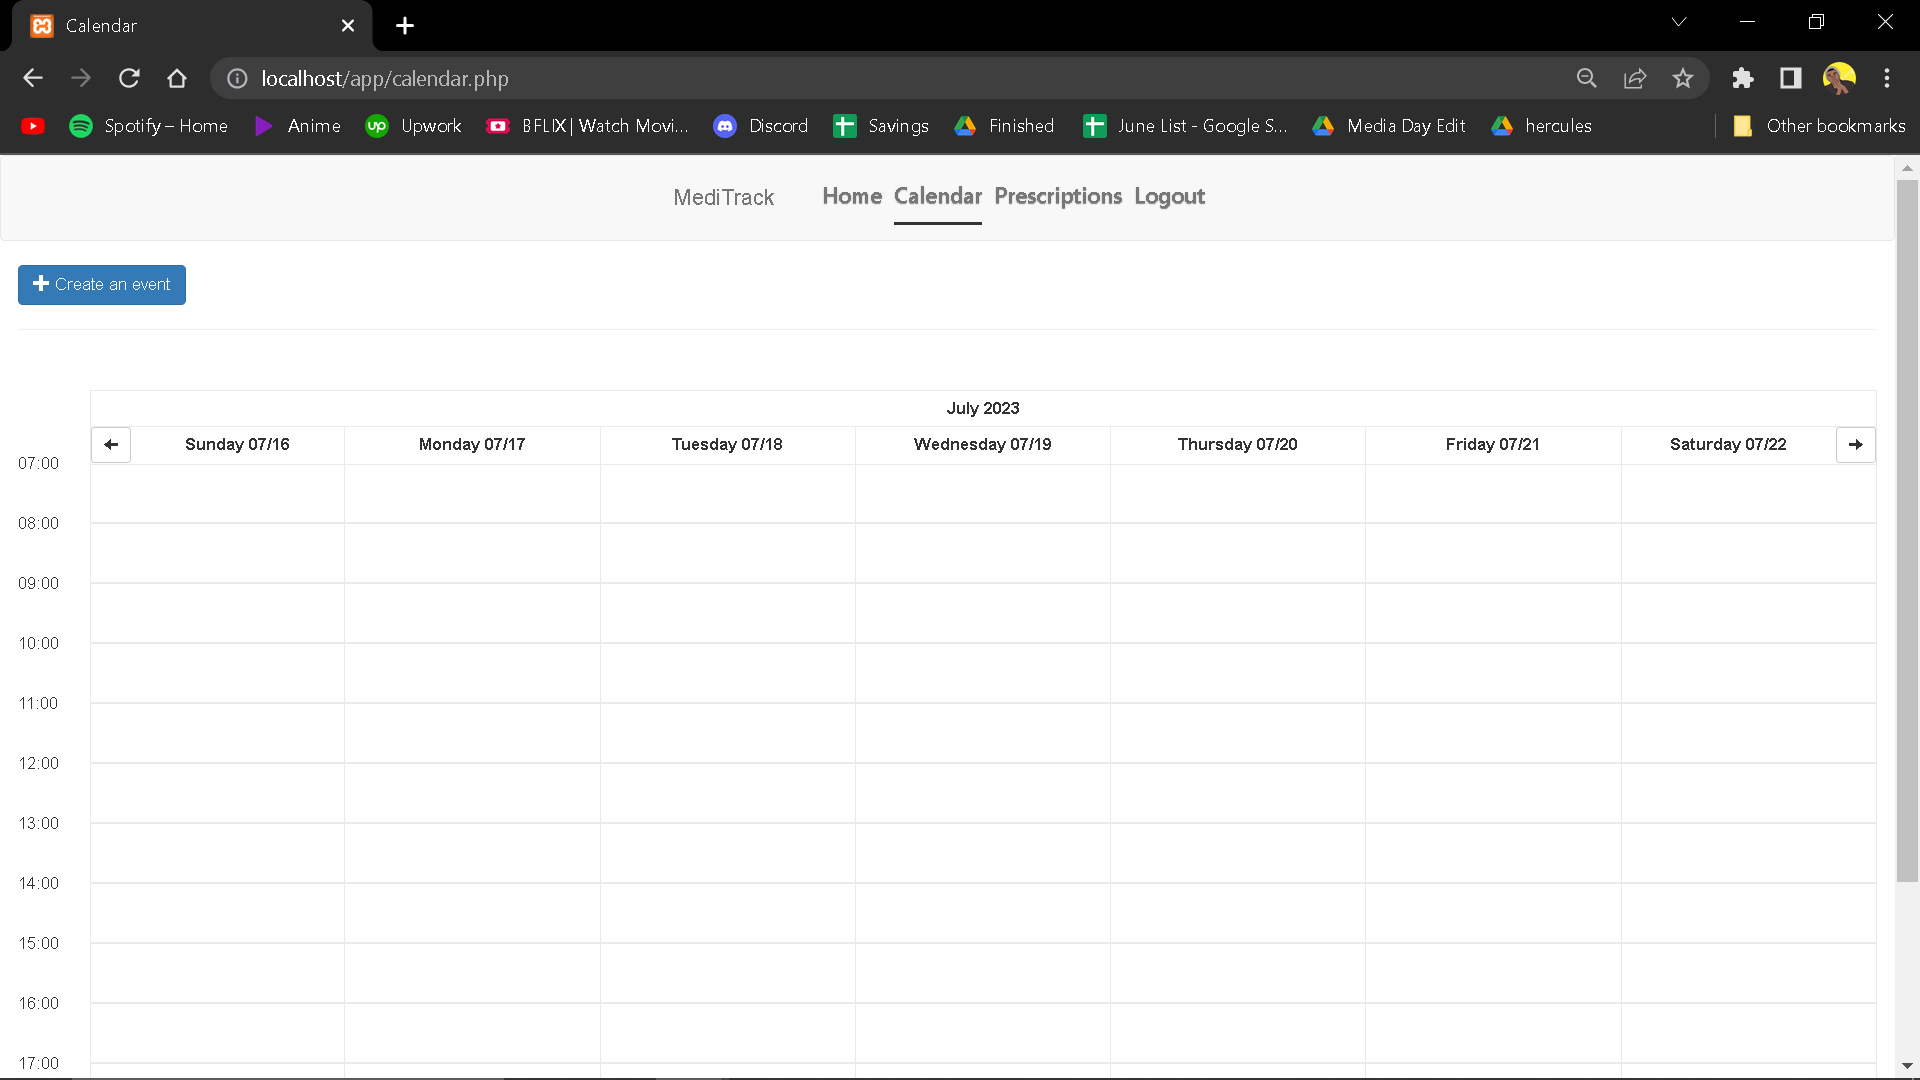 Calendar
localhost/app/calendar.php
Spotify – Home Anime Upwork BFLIX | Watch Movi... Discord Savings Finished June List - Google S... Media Day Edit hercules Other bookmarks
MediTrack Home Calendar Prescriptions Logout
Create an event
July 2023
Sunday 07/16 Monday 07/17 Tuesday 07/18 Wednesday 07/19 Thursday 07/20 Friday 07/21 Saturday 07/22
07:00
08:00
09:00
10:00
11:00
12:00
13:00
14:00
15:00
16:00
17:00